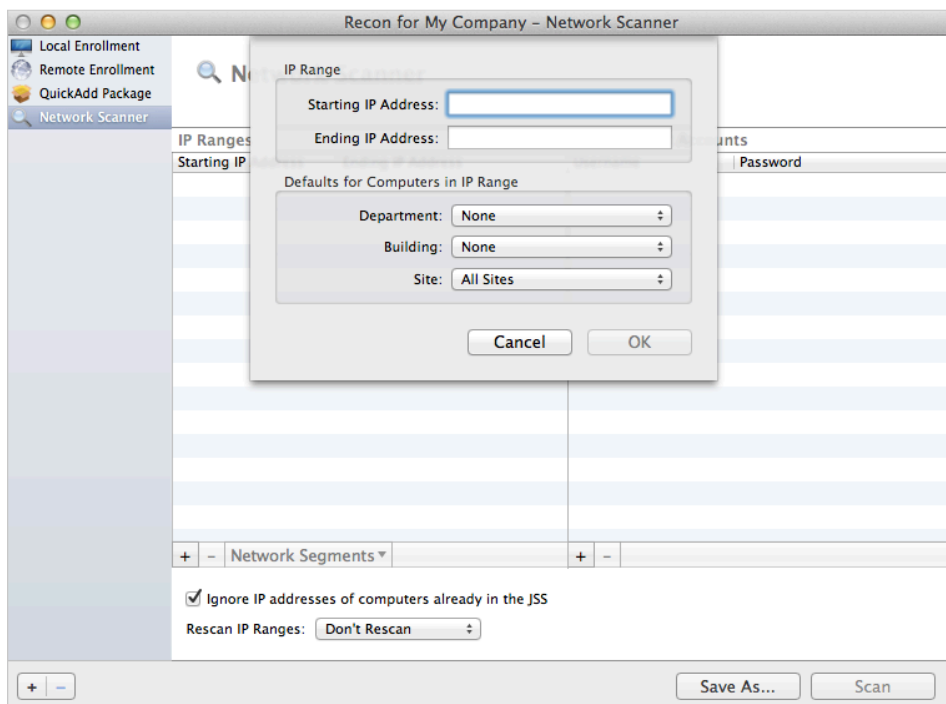 Recon for My Company – Network Scanner
Local Enrollment
Remote Enrollment
QuickAdd Package
Network Scanner
IP Range
Starting IP Address:
Ending IP Address:
Defaults for Computers in IP Range
Department: None
Building: None
Site: All Sites
Cancel OK
IP Ranges
Starting IP
Password
+ - Network Segments
+ -
Ignore IP addresses of computers already in the JSS
Rescan IP Ranges: Don't Rescan
+ - Save As... Scan